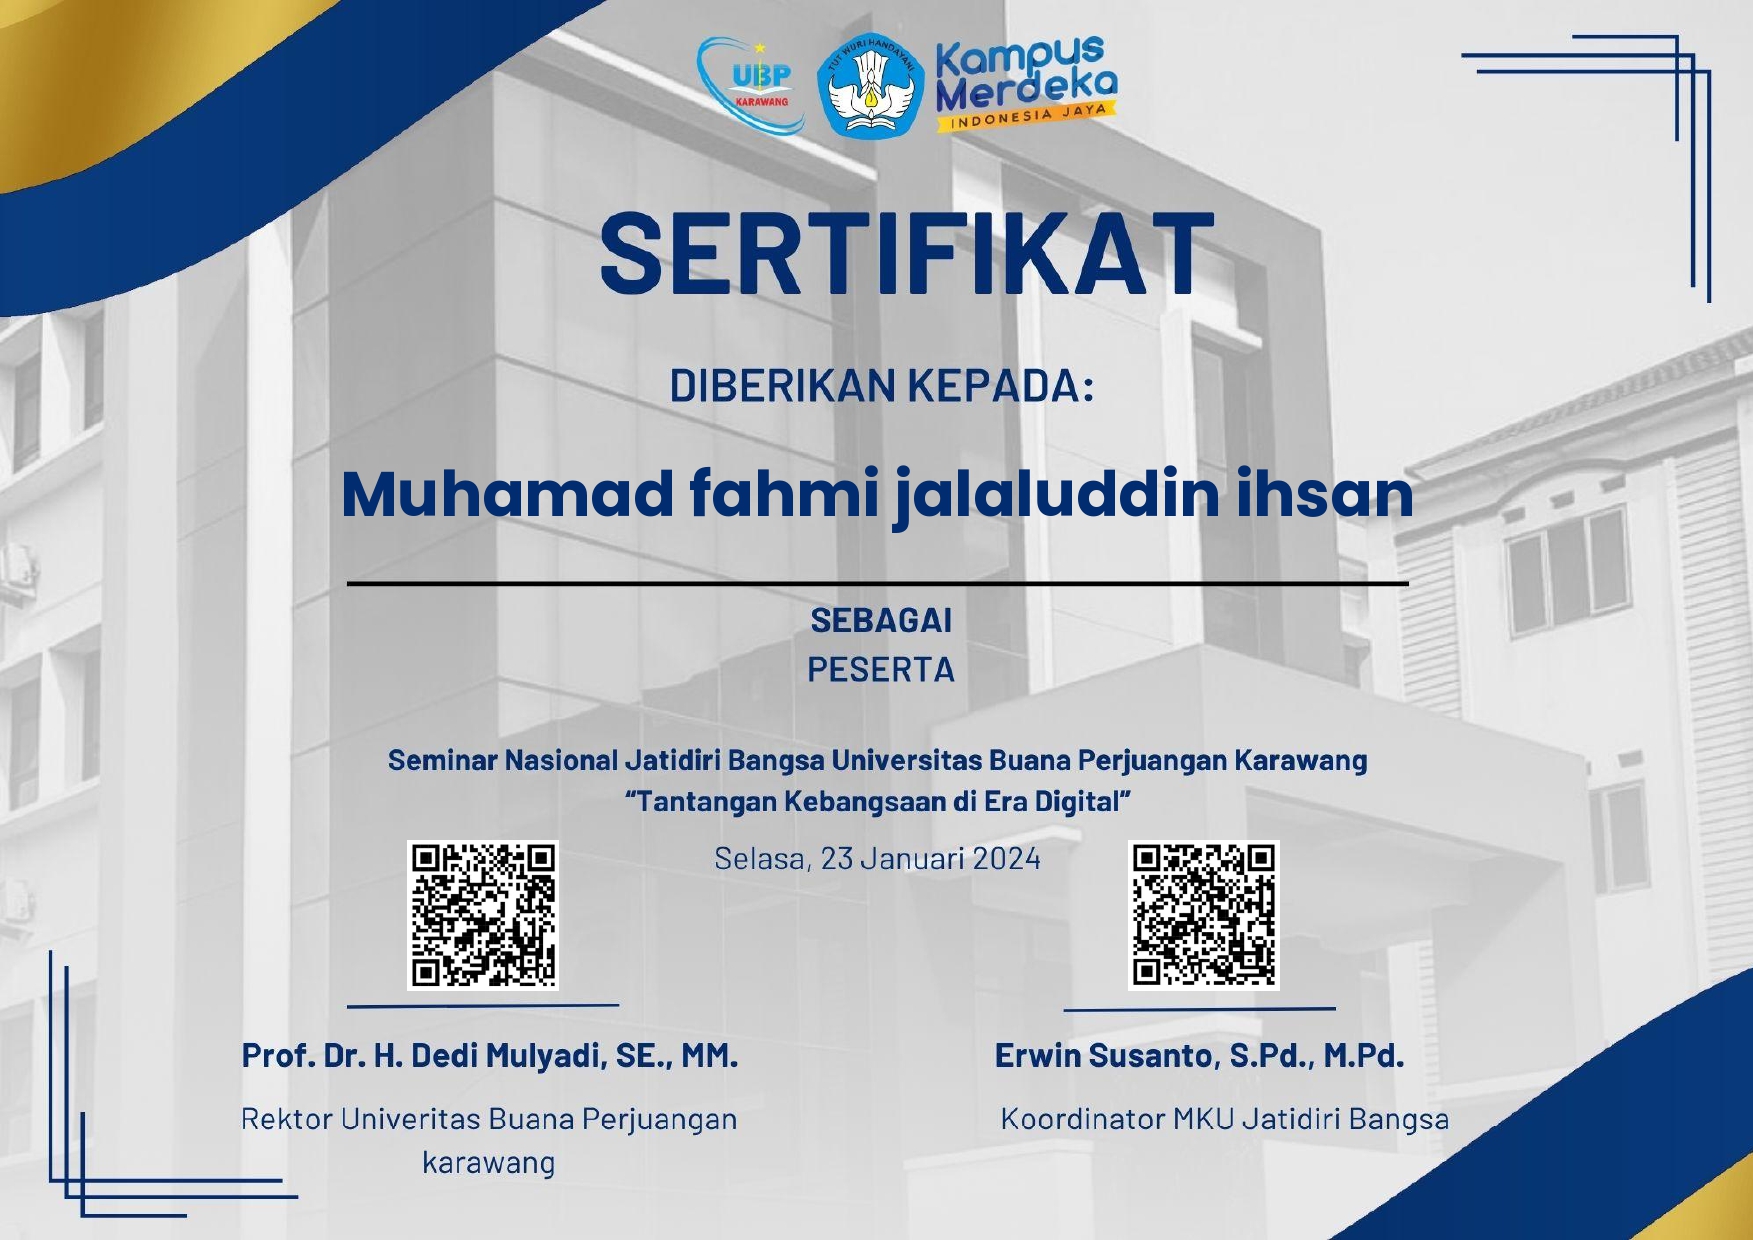 UBP
KARAWANG
TUT WURI HANDAYANI
Kampus
Merdeka
INDONESIA JAYA
SERTIFIKAT
DIBERIKAN KEPADA:
Muhamad fahmi jalaluddin ihsan
SEBAGAI
PESERTA
Seminar Nasional Jatidiri Bangsa Universitas Buana Perjuangan Karawang
“Tantangan Kebangsaan di Era Digital”
Selasa, 23 Januari 2024
Prof. Dr. H. Dedi Mulyadi, SE., MM.
Rektor Univeritas Buana Perjuangan
karawang
Erwin Susanto, S.Pd., M.Pd.
Koordinator MKU Jatidiri Bangsa